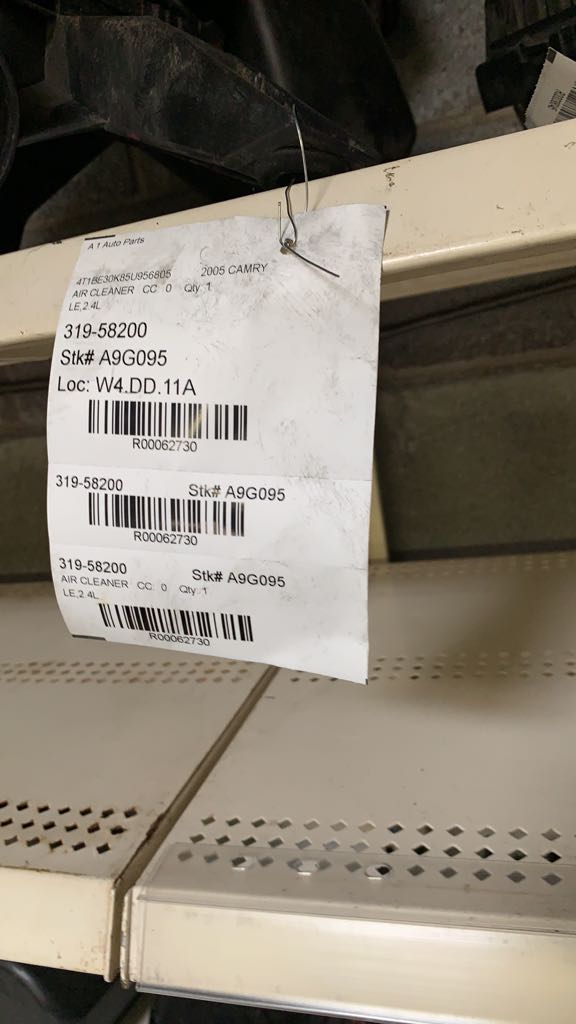 A 1 Auto Parts
4T1BE30K85U956805 2005 CAMRY
AIR CLEANER CC 0 Qty:1
LE,2.4L
319-58200
Stk# A9G095
Loc: W4.DD.11A
R00062730
319-58200 Stk# A9G095
R00062730
319-58200 Stk# A9G095
AIR CLEANER CC: 0 Qty: 1
LE,2.4L
R00062730